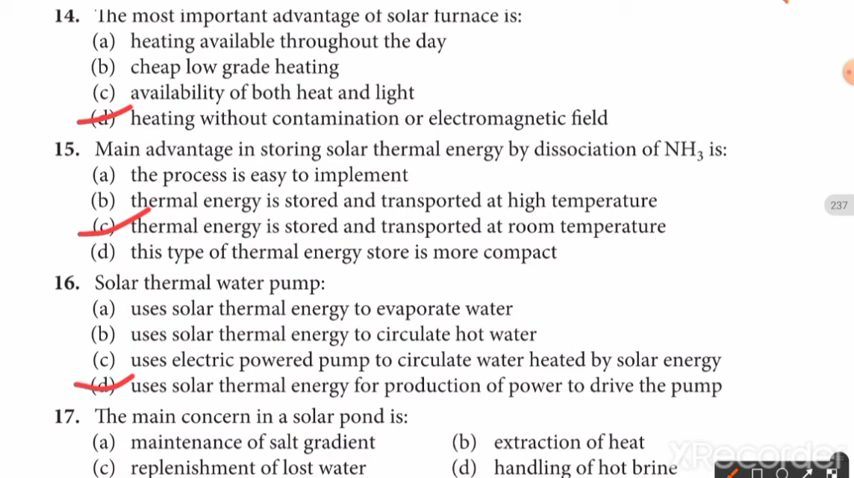 14. The most important advantage of solar furnace is:
(a) heating available throughout the day
(b) cheap low grade heating
(c) availability of both heat and light
(d) heating without contamination or electromagnetic field
15. Main advantage in storing solar thermal energy by dissociation of NH₃ is:
(a) the process is easy to implement
(b) thermal energy is stored and transported at high temperature
237
(c) thermal energy is stored and transported at room temperature
(d) this type of thermal energy store is more compact
16. Solar thermal water pump:
(a) uses solar thermal energy to evaporate water
(b) uses solar thermal energy to circulate hot water
(c) uses electric powered pump to circulate water heated by solar energy
(d) uses solar thermal energy for production of power to drive the pump
17. The main concern in a solar pond is:
(a) maintenance of salt gradient (b) extraction of heat
(c) replenishment of lost water (d) handling of hot brine
XRecorder